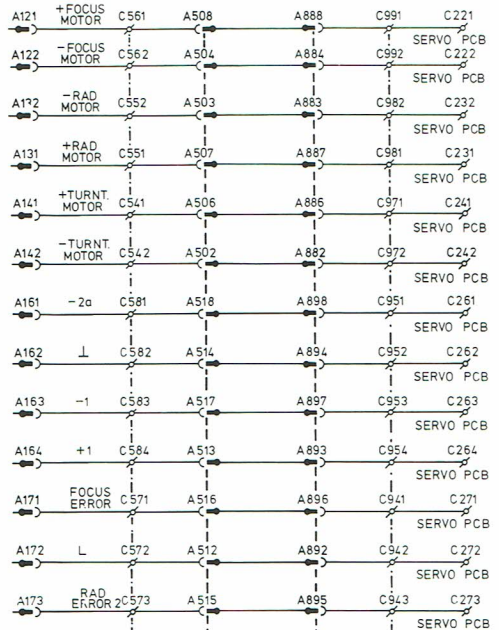 +FOCUS
A121 MOTOR C561 A508 A888 C991 C221
SERVO PCB
-FOCUS
A122 MOTOR C562 A504 A884 C992 C222
SERVO PCB
-RAD
A132 MOTOR C552 A503 A883 C982 C232
SERVO PCB
+RAD
A131 MOTOR C551 A507 A887 C981 C231
SERVO PCB
+TURNT.
A141 MOTOR C541 A506 A886 C971 C241
SERVO PCB
-TURNT.
A142 MOTOR C542 A502 A882 C972 C242
SERVO PCB
A161 -2a C581 A518 A898 C951 C261
SERVO PCB
A162 ⊥ C582 A514 A894 C952 C262
SERVO PCB
A163 -1 C583 A517 A897 C953 C263
SERVO PCB
A164 +1 C584 A513 A893 C954 C264
SERVO PCB
FOCUS
A171 ERROR C571 A516 A896 C941 C271
SERVO PCB
A172 L C572 A512 A892 C942 C272
SERVO PCB
RAD
A173 ERROR 2 C573 A515 A895 C943 C273
SERVO PCB